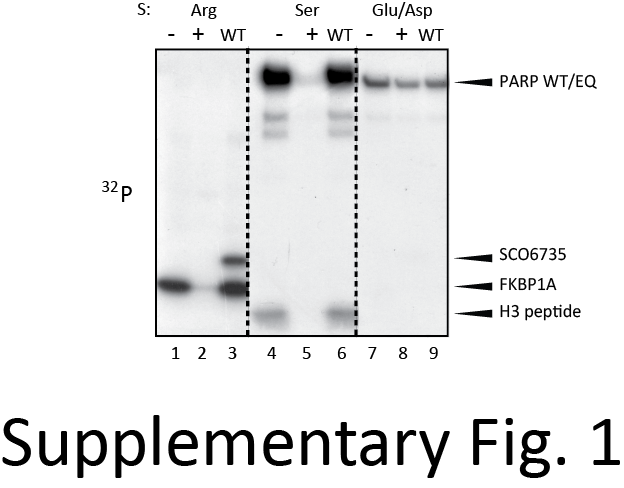 S: Arg Ser Glu/Asp
- + WT - + WT - + WT
PARP WT/EQ
32P
SCO6735
FKBP1A
H3 peptide
1 2 3 4 5 6 7 8 9
Supplementary Fig. 1